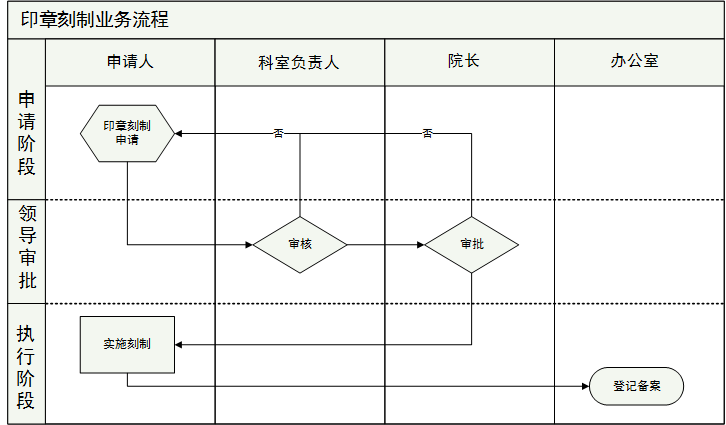 印章刻制业务流程
申请人
科室负责人
院长
办公室
申请阶段
印章刻制
申请
否
否
领导审批
审核
审批
执行阶段
实施刻制
登记备案